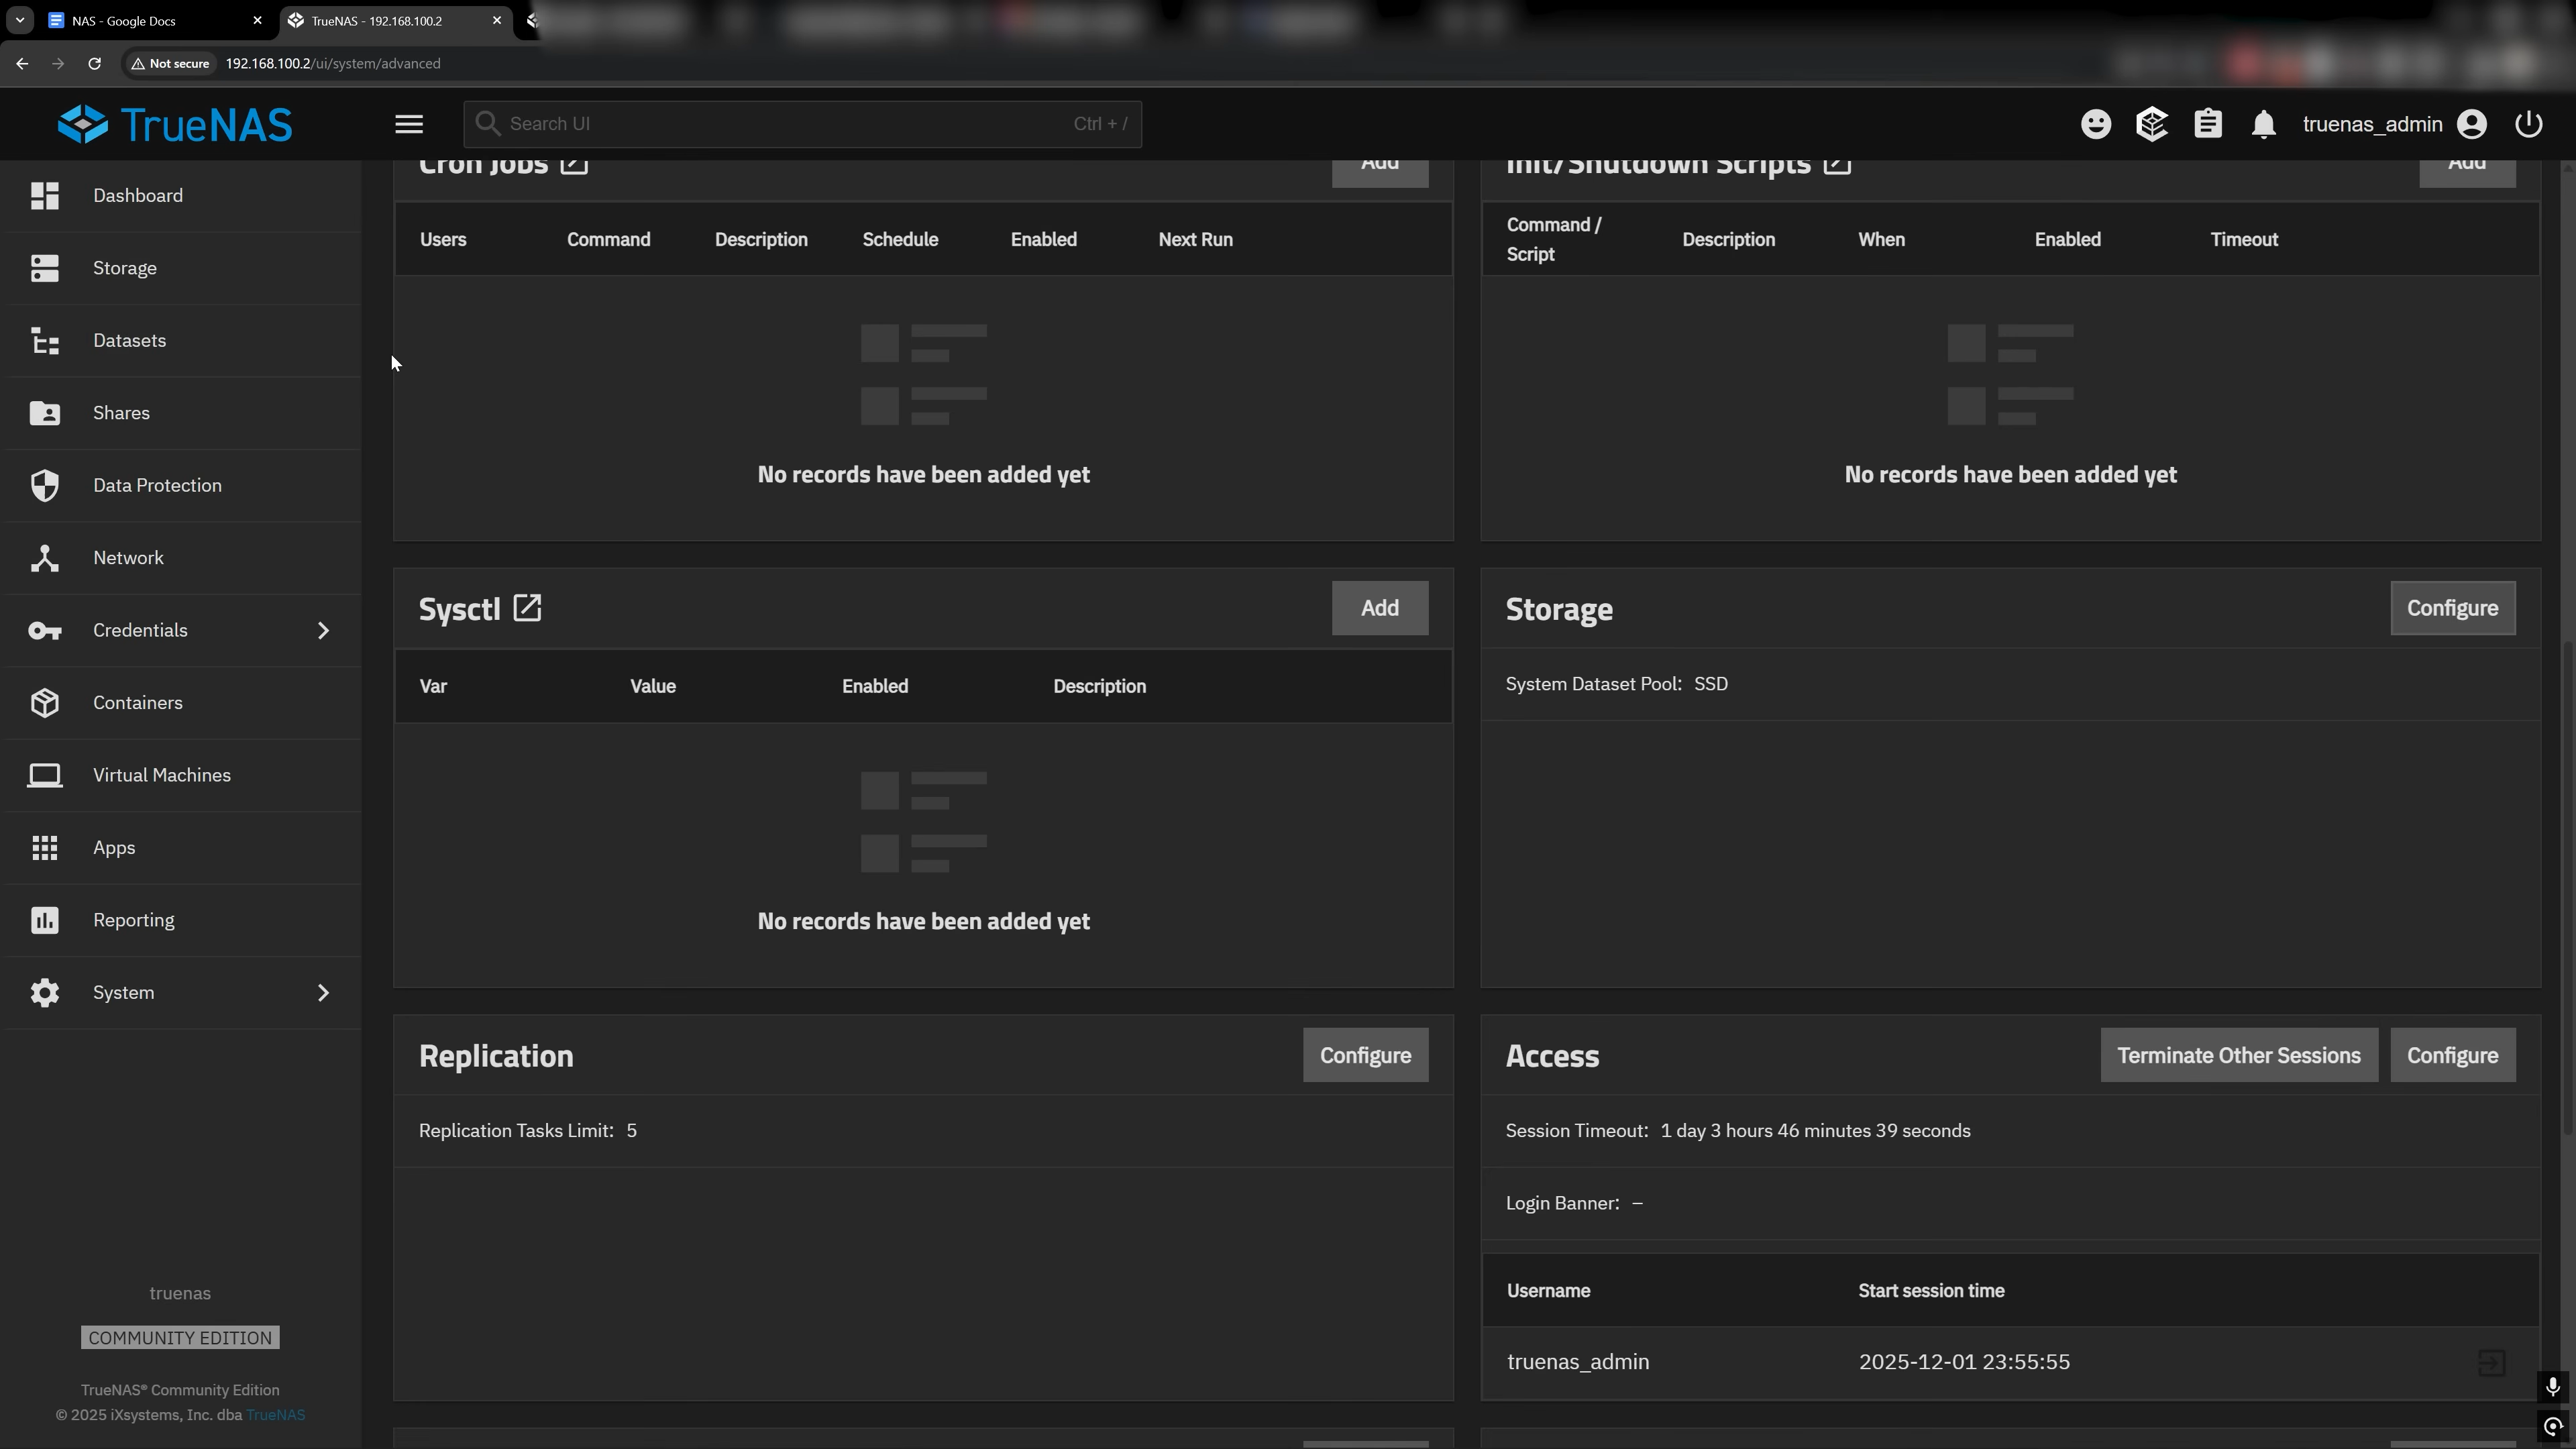 NAS - Google Docs
TrueNAS - 192.168.100.2
Not secure
192.168.100.2/ui/system/advanced
TrueNAS
Search UI
Ctrl + /
truenas_admin
Dashboard
Storage
Datasets
Shares
Data Protection
Network
Credentials
Containers
Virtual Machines
Apps
Reporting
System
truenas
COMMUNITY EDITION
TrueNAS® Community Edition
© 2025 iXsystems, Inc. dba TrueNAS
Cron Jobs
Add
Users Command Description Schedule Enabled Next Run
No records have been added yet
Init/Shutdown Scripts
Add
Command /
Script
Description When Enabled Timeout
No records have been added yet
Sysctl
Add
Var Value Enabled Description
No records have been added yet
Storage
Configure
System Dataset Pool: SSD
Replication
Configure
Replication Tasks Limit: 5
Access
Terminate Other Sessions
Configure
Session Timeout: 1 day 3 hours 46 minutes 39 seconds
Login Banner: –
Username Start session time
truenas_admin 2025-12-01 23:55:55